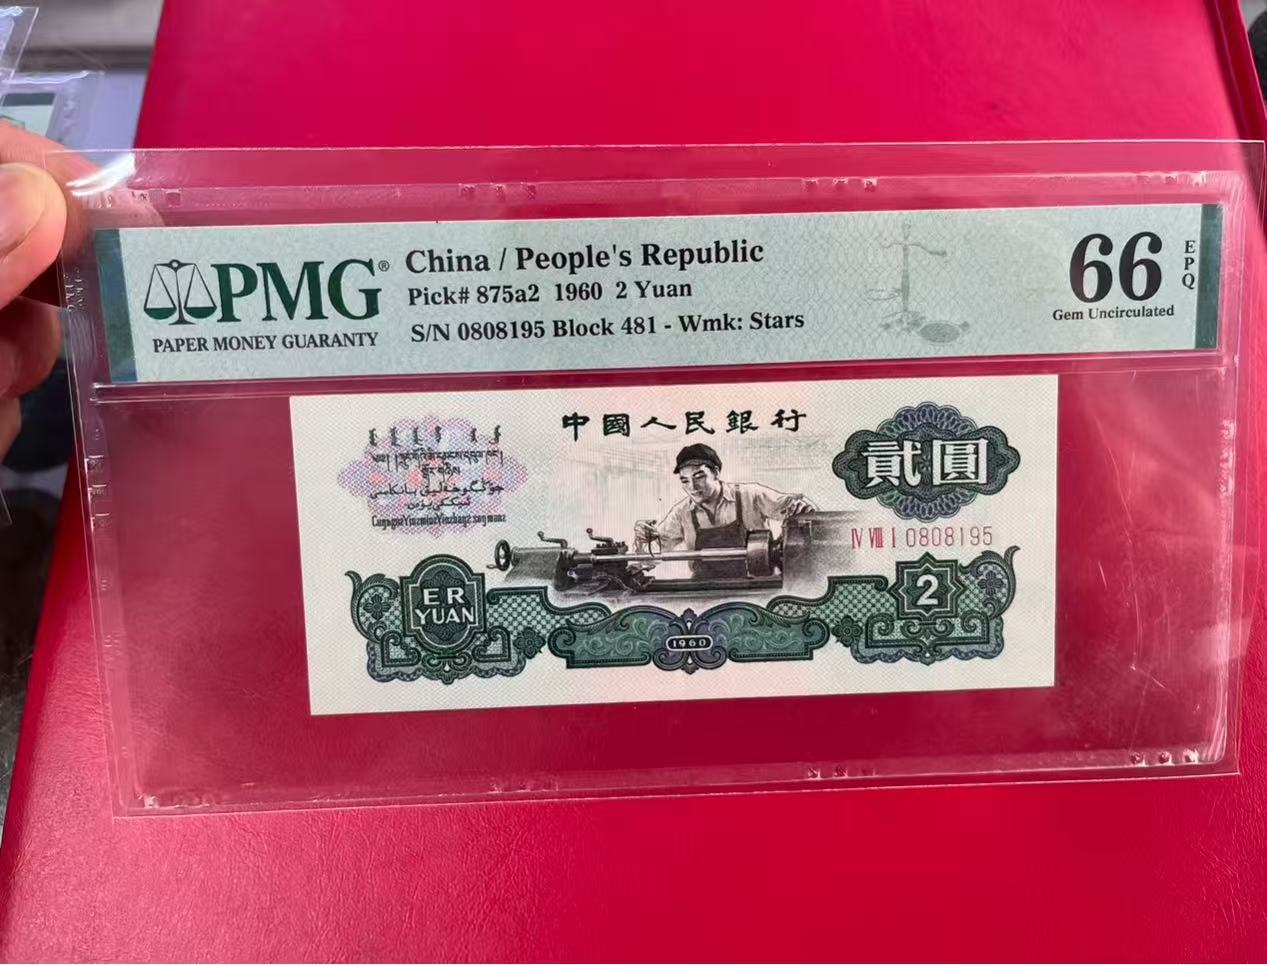 PMG®
PAPER MONEY GUARANTY
China / People's Republic
Pick# 875a2 1960 2 Yuan
S/N 0808195 Block 481 - Wmk: Stars
66
EPQ
Gem Uncirculated
中國人民銀行
貳圓
IV VIII I 0808195
ER
YUAN
1960
2